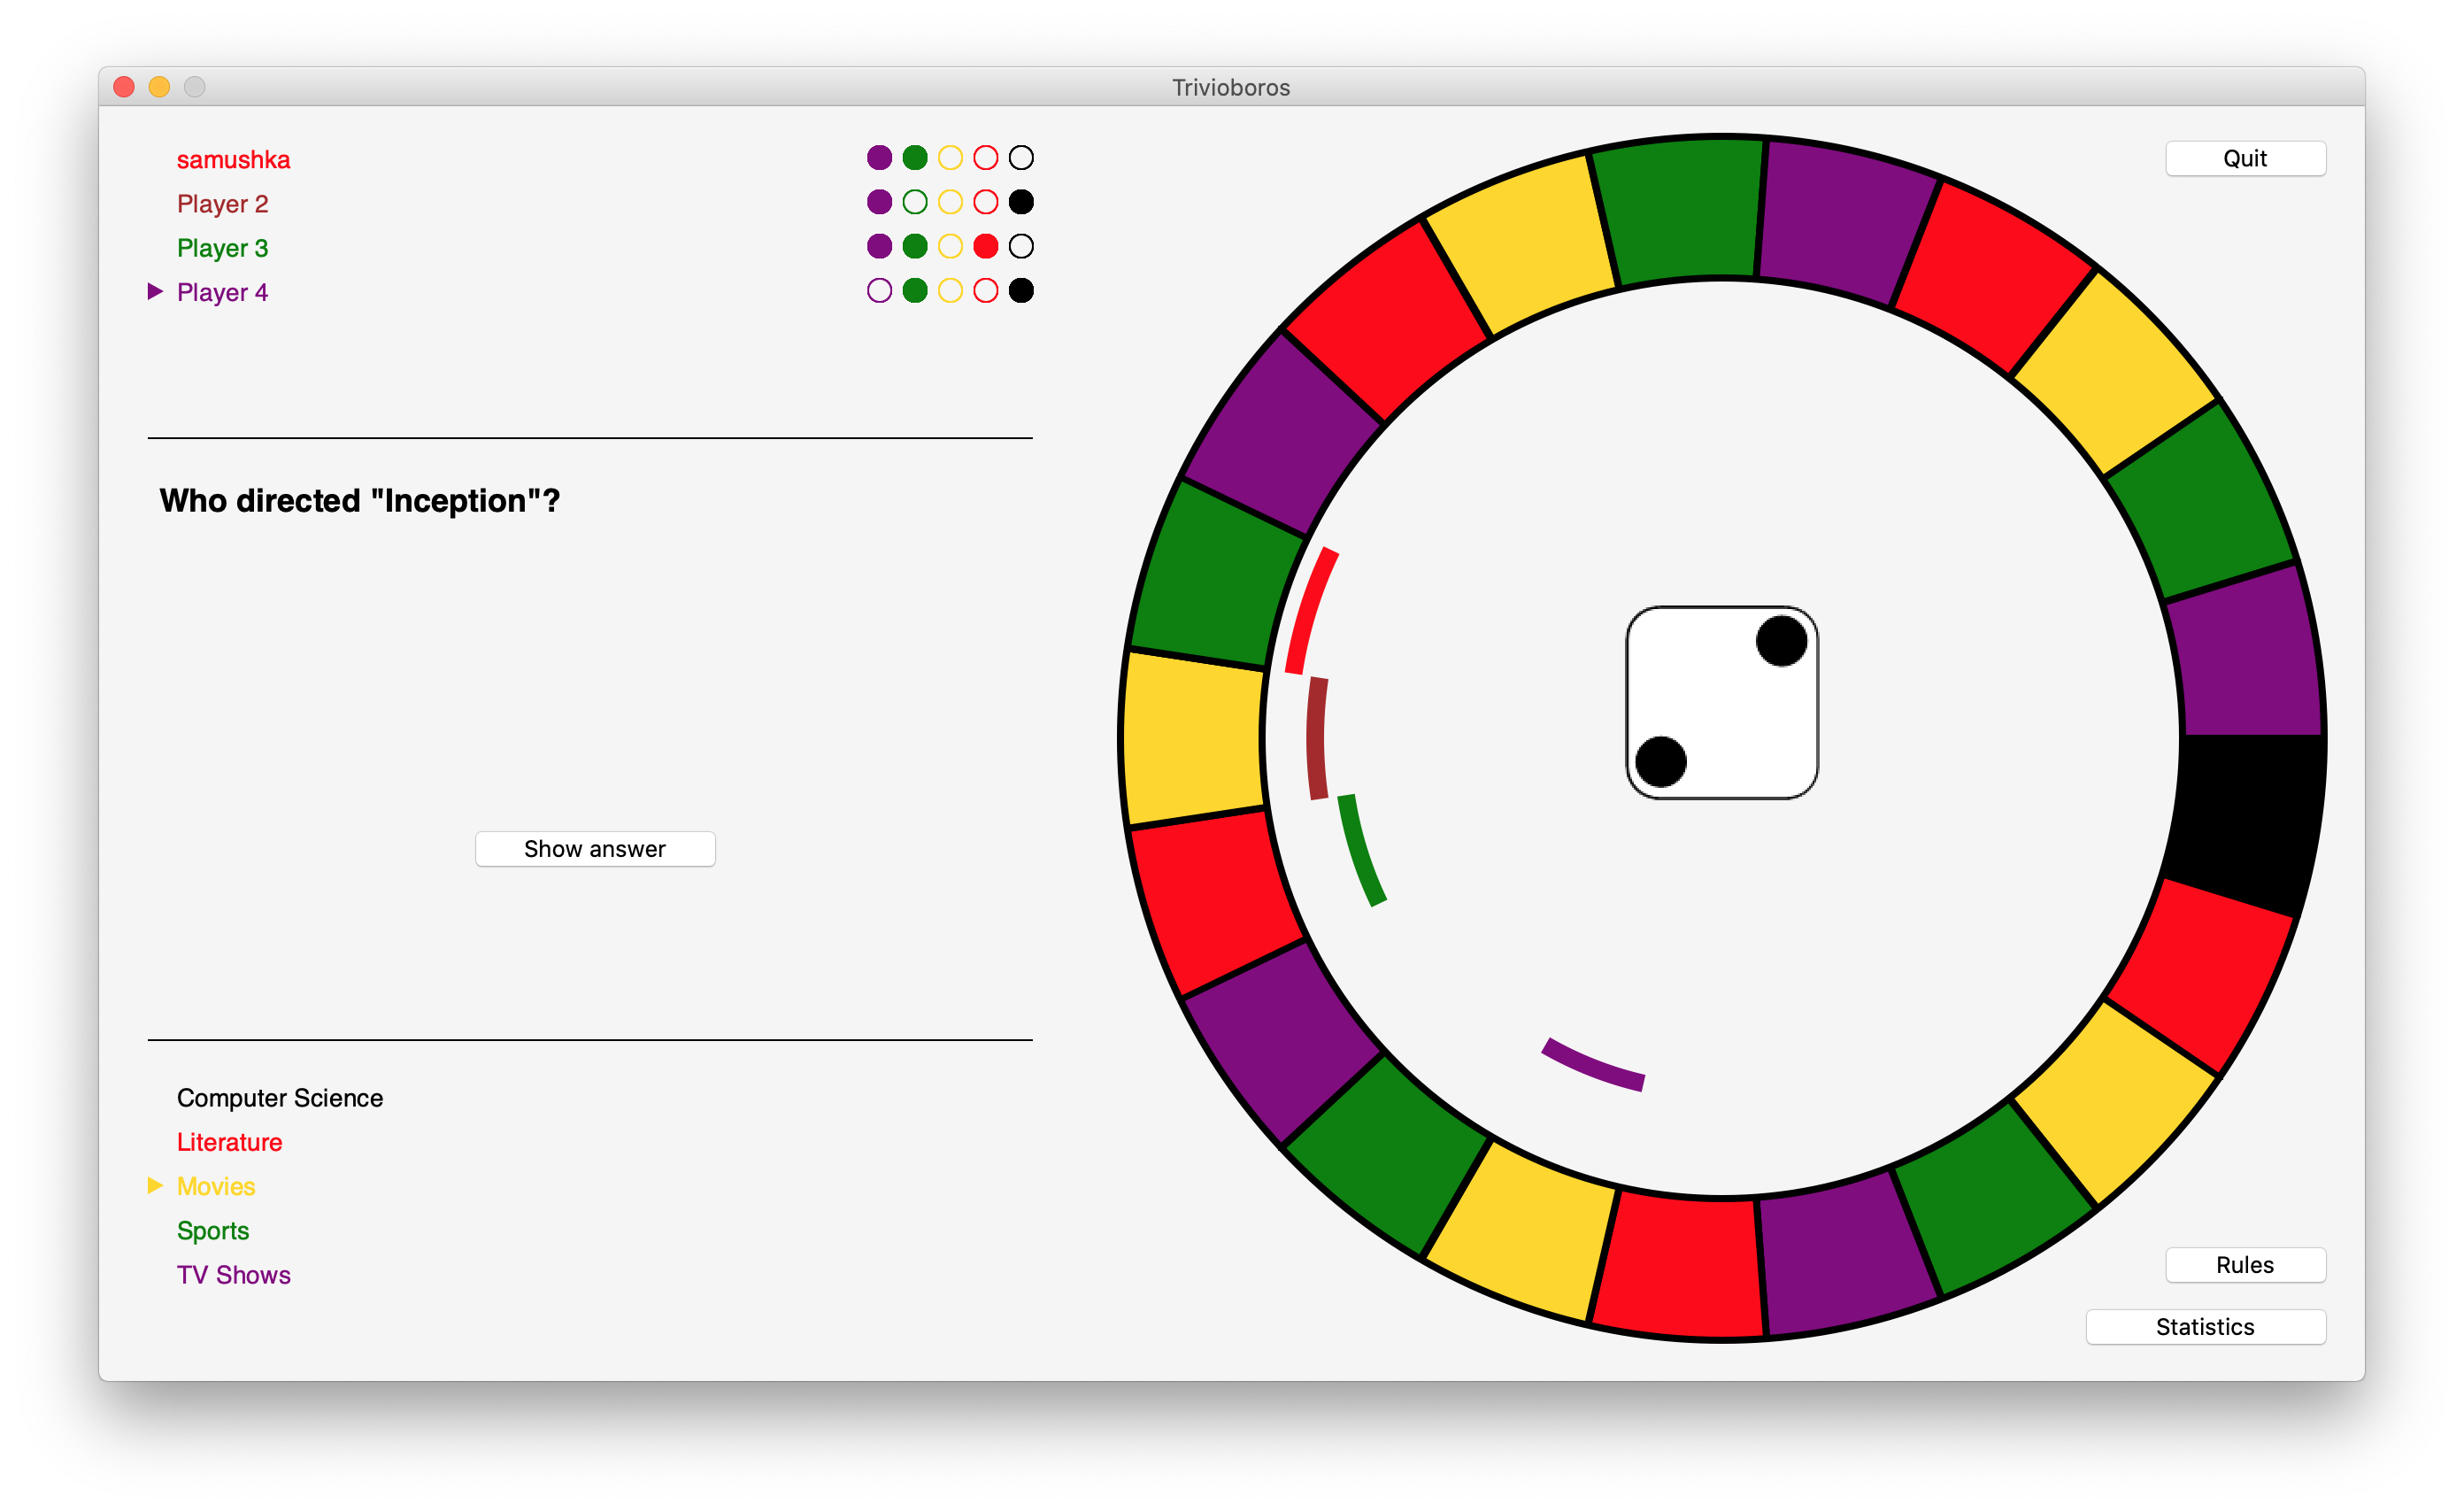 Trivioboros
samushka
Player 2
Player 3
Player 4
Quit
Who directed "Inception"?
Show answer
Computer Science
Literature
Movies
Sports
TV Shows
Rules
Statistics